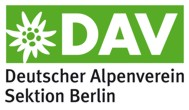 DAV
Deutscher Alpenverein
Sektion Berlin